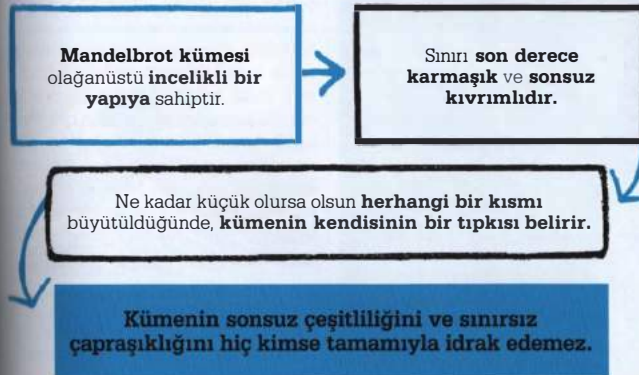 Mandelbrot kümesi
olağanüstü incelikli bir
yapıya sahiptir.
Sınırı son derece
karmaşık ve sonsuz
kıvrımlıdır.
Ne kadar küçük olursa olsun herhangi bir kısmı
büyütüldüğünde, kümenin kendisinin bir tıpkısı belirir.
Kümenin sonsuz çeşitliliğini ve sınırsız
çapraşıklığını hiç kimse tamamıyla idrak edemez.